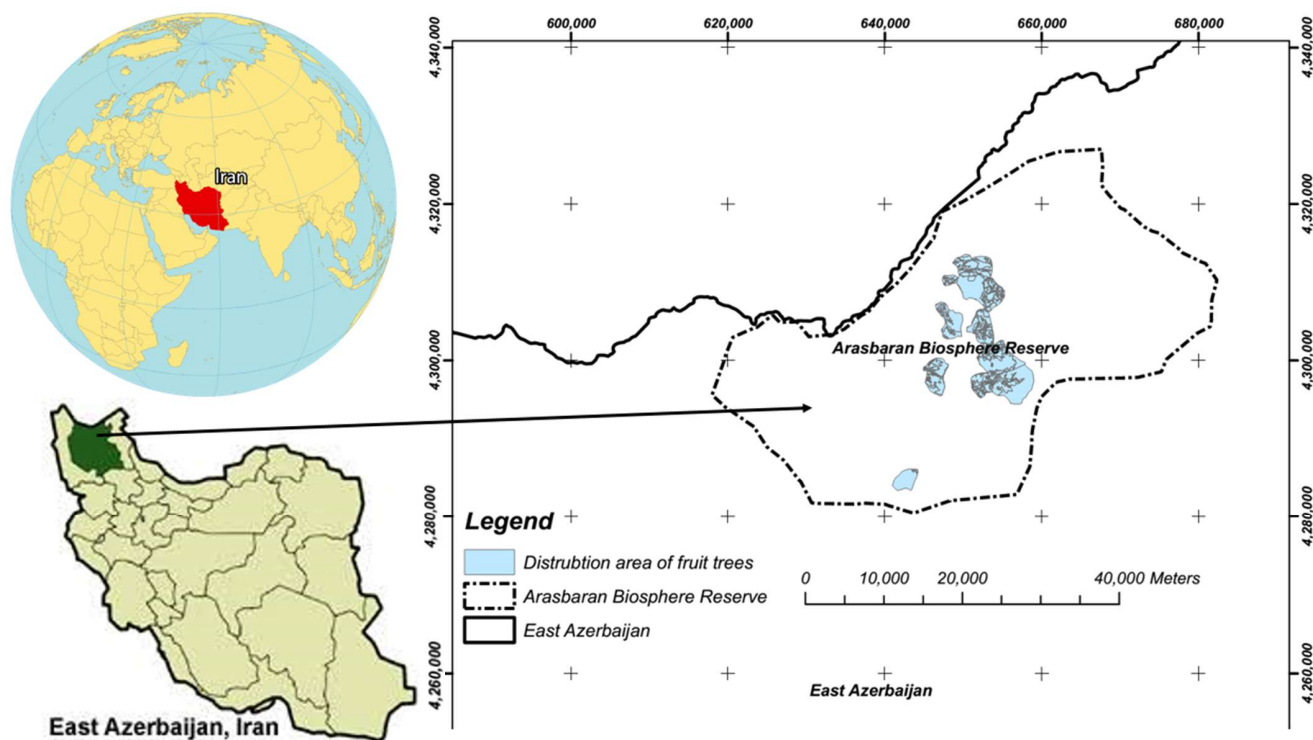 Iran
East Azerbaijan, Iran
600,000 620,000 640,000 660,000 680,000
4,340,000
4,320,000
4,300,000
4,280,000
4,260,000
4,340,000
4,320,000
4,300,000
4,280,000
4,260,000
Arasbaran Biosphere Reserve
Legend
Distrubtion area of fruit trees
Arasbaran Biosphere Reserve
East Azerbaijan
0 10,000 20,000 40,000 Meters
East Azerbaijan